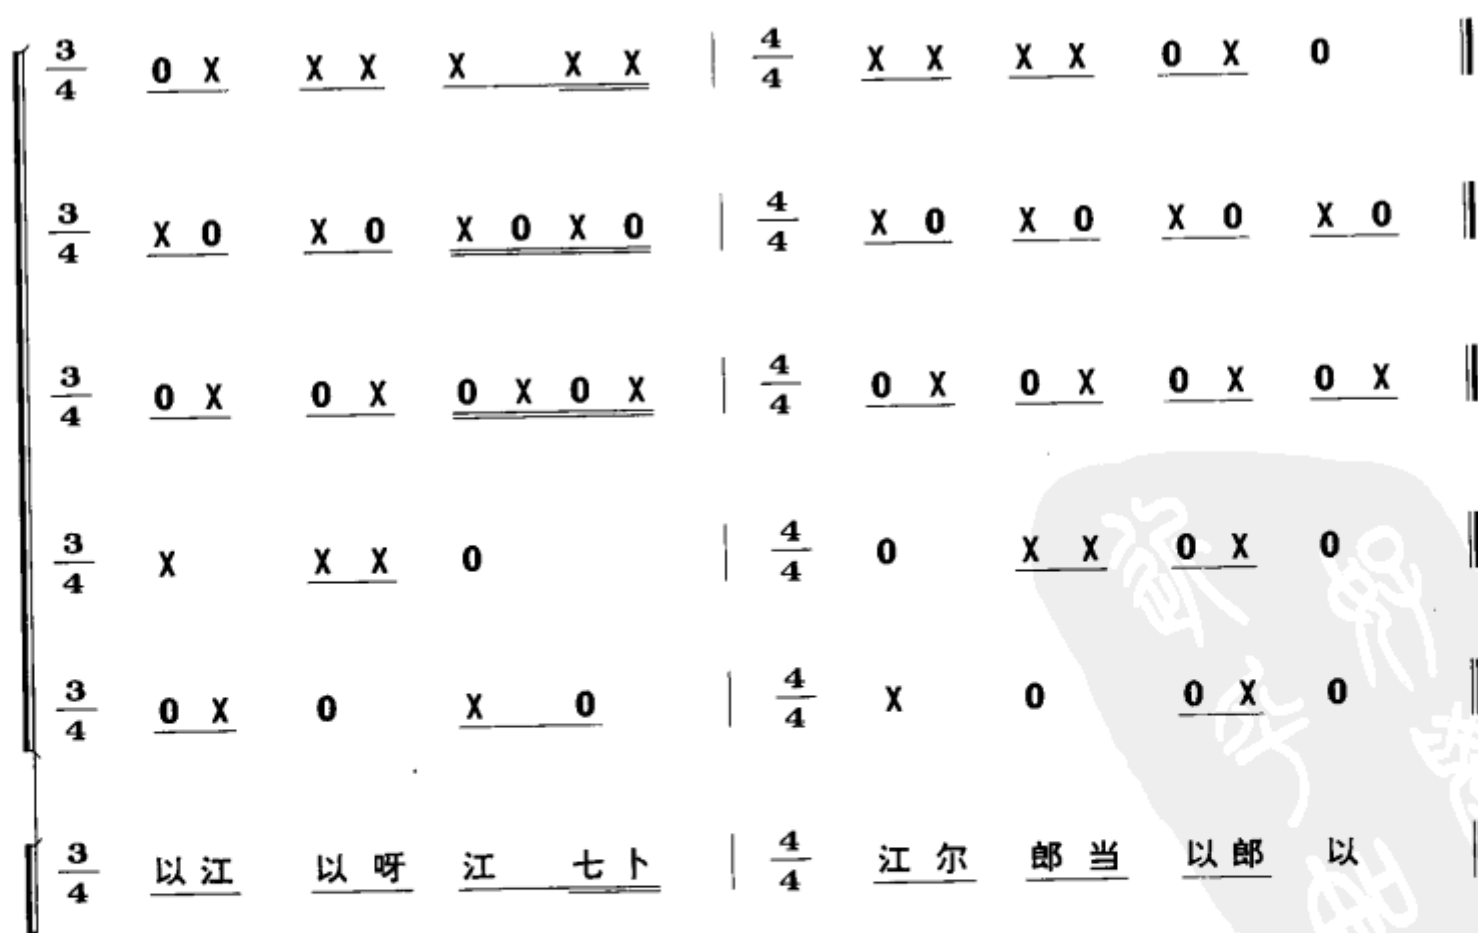 3/4 0 X X X X X X | 4/4 X X X X 0 X 0
3/4 X 0 X 0 X 0 X 0 | 4/4 X 0 X 0 X 0 X 0
3/4 0 X 0 X 0 X 0 X | 4/4 0 X 0 X 0 X 0 X
3/4 X X X 0 | 4/4 0 X X 0 X 0
3/4 0 X 0 X 0 | 4/4 X 0 0 X 0
3/4 以 江 以 呀 江 七 卜 | 4/4 江 尔 郎 当 以 郎 以